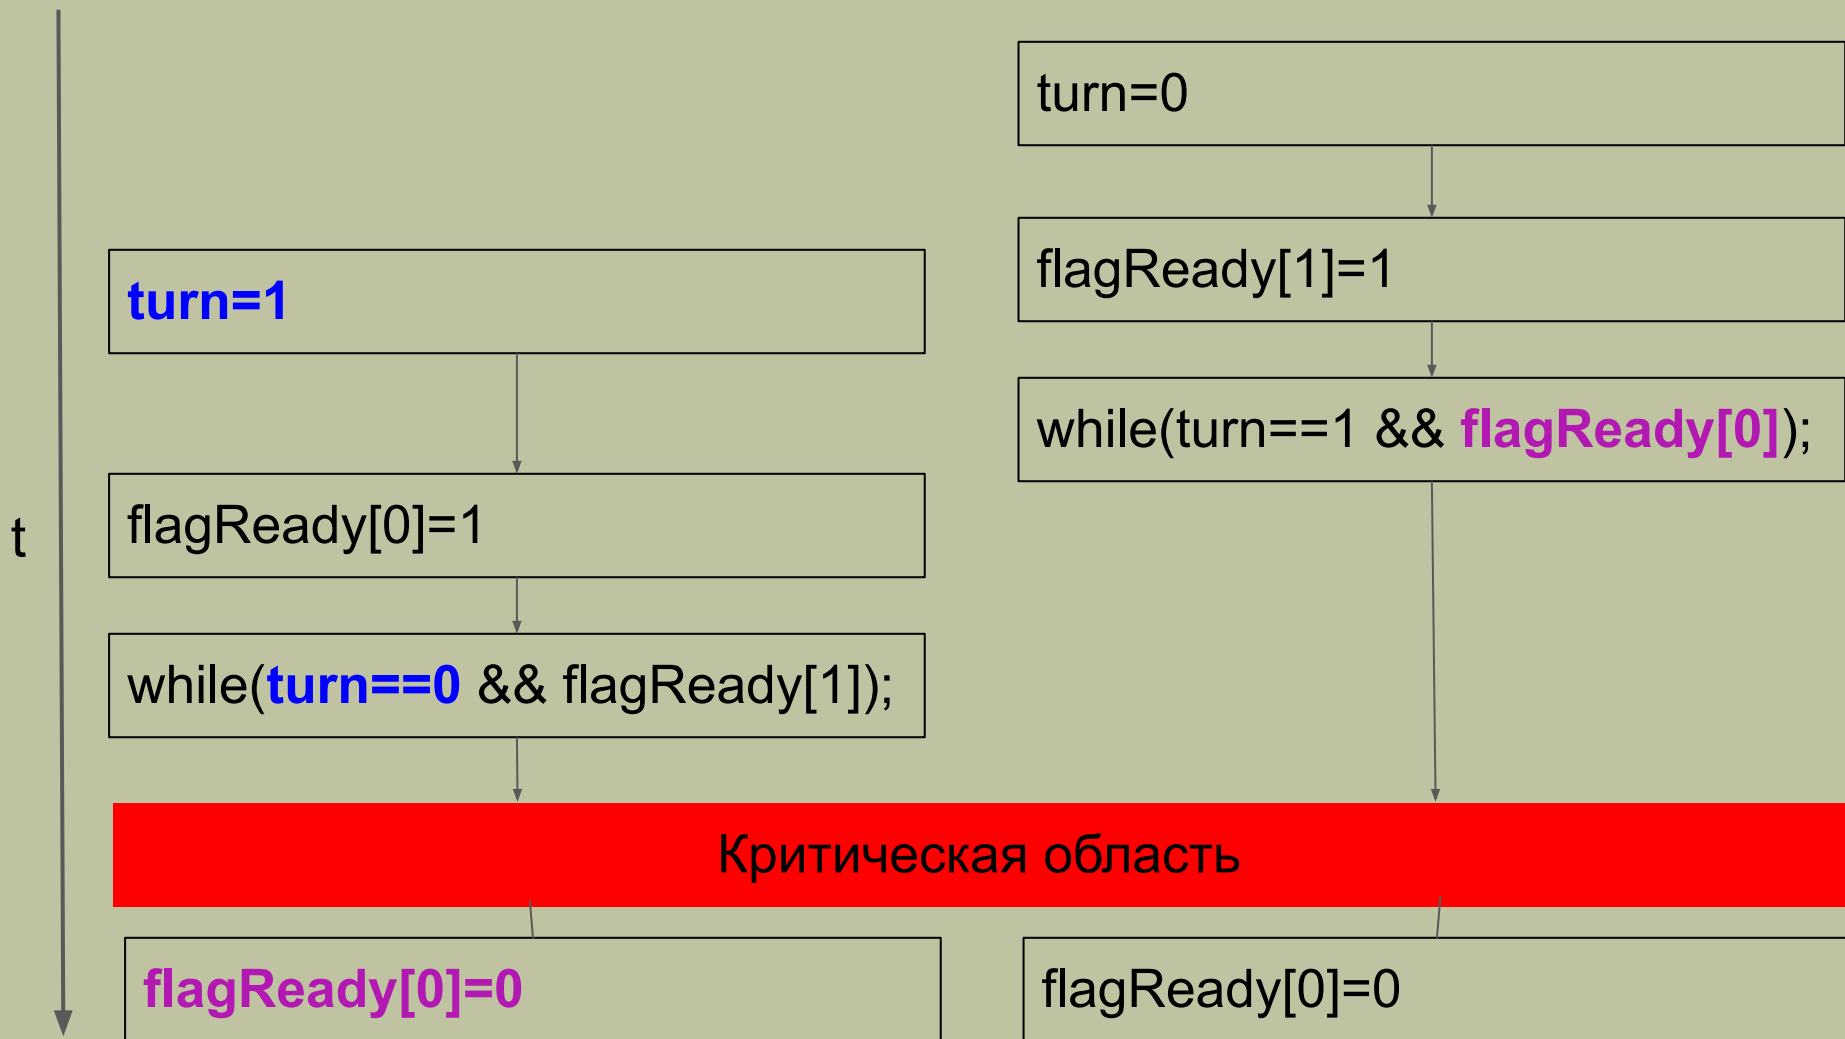 turn=0
flagReady[1]=1
turn=1
while(turn==1 && flagReady[0]);
t
flagReady[0]=1
while(turn==0 && flagReady[1]);
Критическая область
flagReady[0]=0
flagReady[0]=0